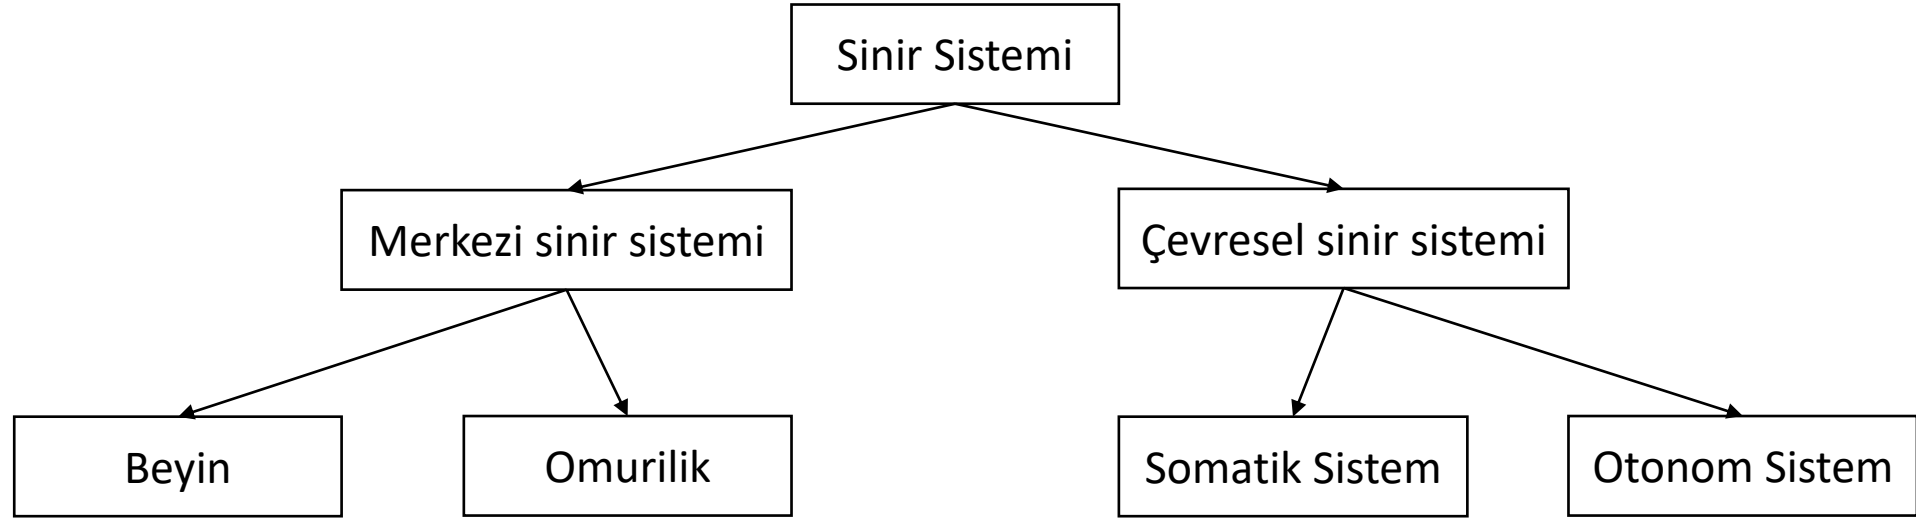 Sinir Sistemi
Merkezi sinir sistemi
Çevresel sinir sistemi
Beyin
Omurilik
Somatik Sistem
Otonom Sistem